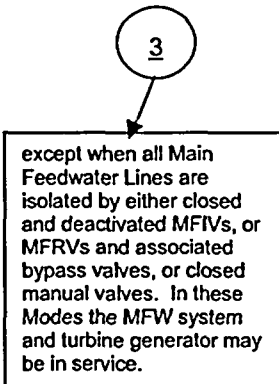 3
except when all Main
Feedwater Lines are
isolated by either closed
and deactivated MFIVs, or
MFRVs and associated
bypass valves, or closed
manual valves. In these
Modes the MFW system
and turbine generator may
be in service.